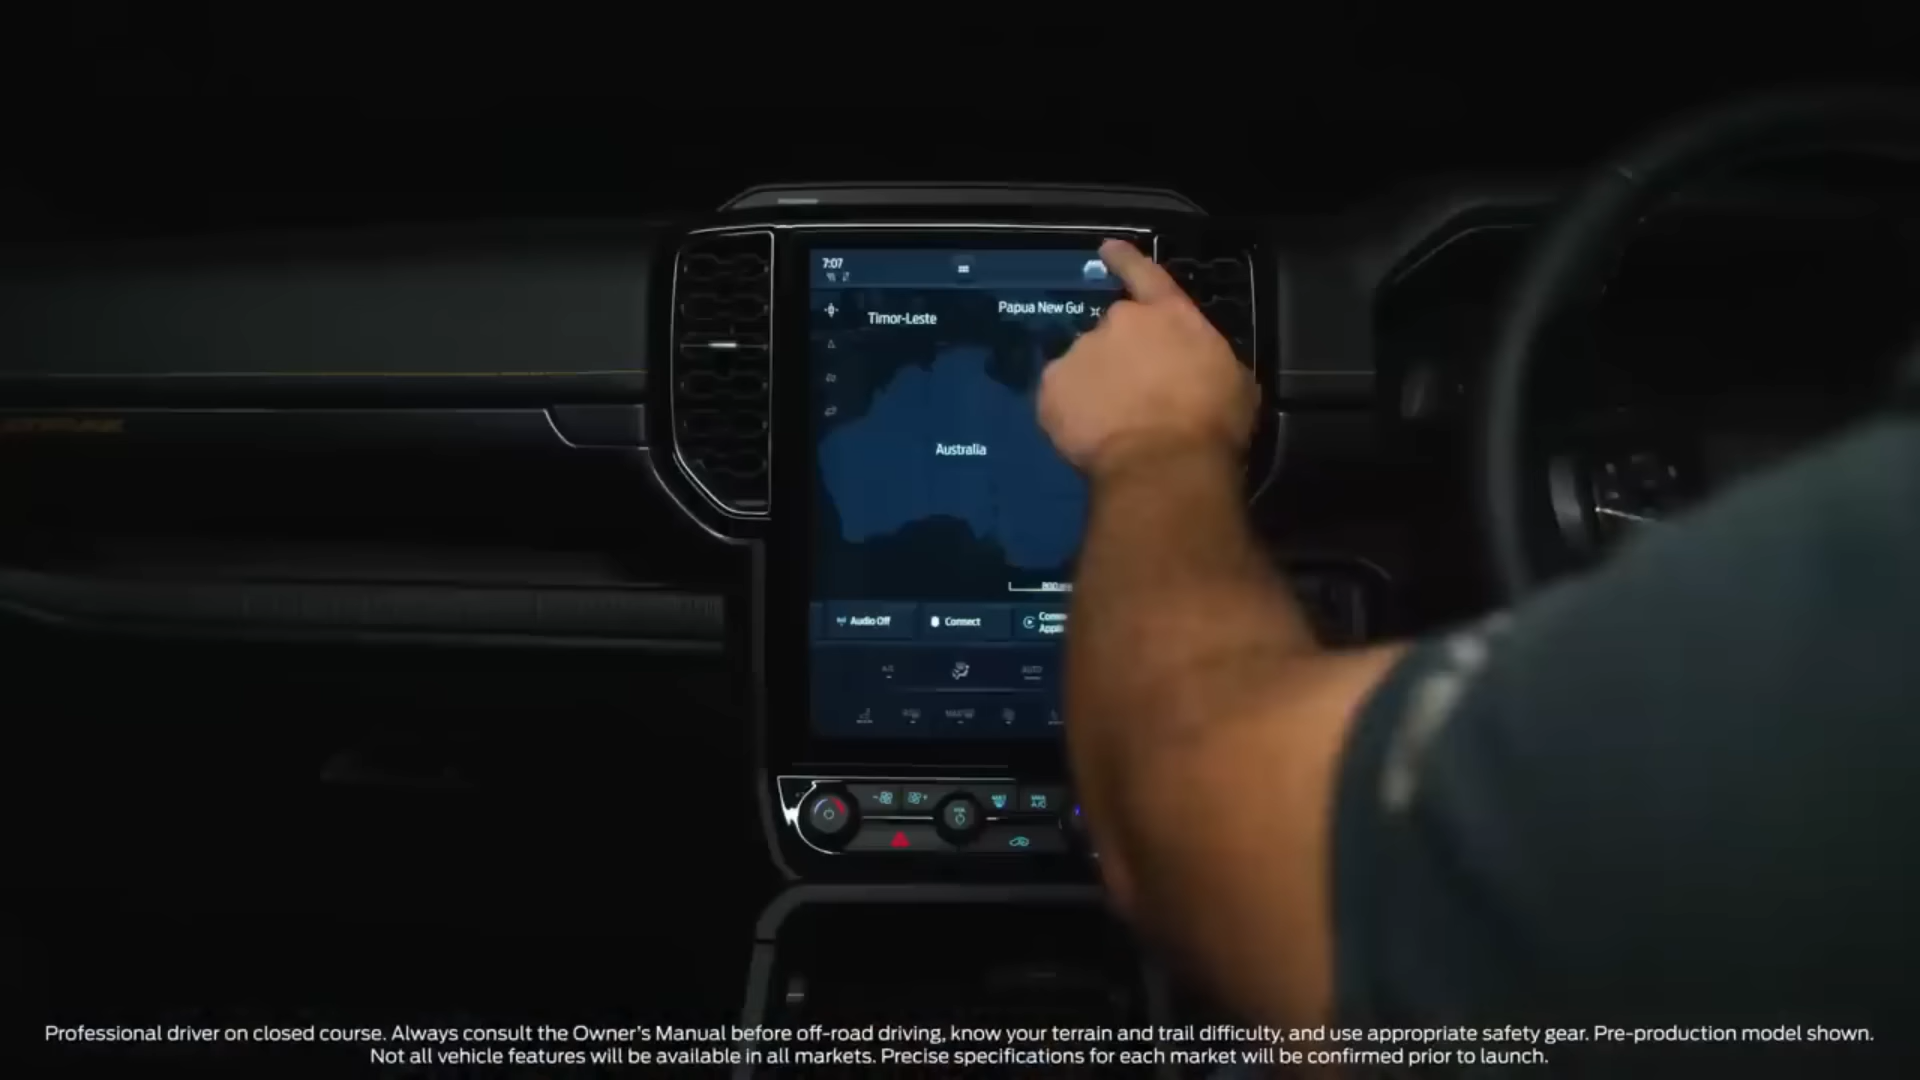 7:07
Papua New Gui
Timor-Leste
Australia
Audio Off
Connect
A/C
AUTO
MAX
MAX
A/C
Professional driver on closed course. Always consult the Owner's Manual before off-road driving, know your terrain and trail difficulty, and use appropriate safety gear. Pre-production model shown.
Not all vehicle features will be available in all markets. Precise specifications for each market will be confirmed prior to launch.